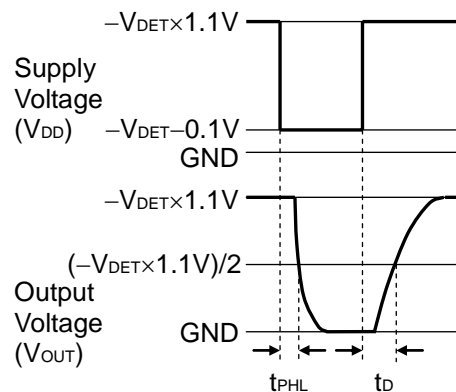 −VDET×1.1V
Supply
Voltage
(VDD)
−VDET−0.1V
GND
−VDET×1.1V
(−VDET×1.1V)/2
Output
Voltage
(VOUT)
GND
tPHL
tD